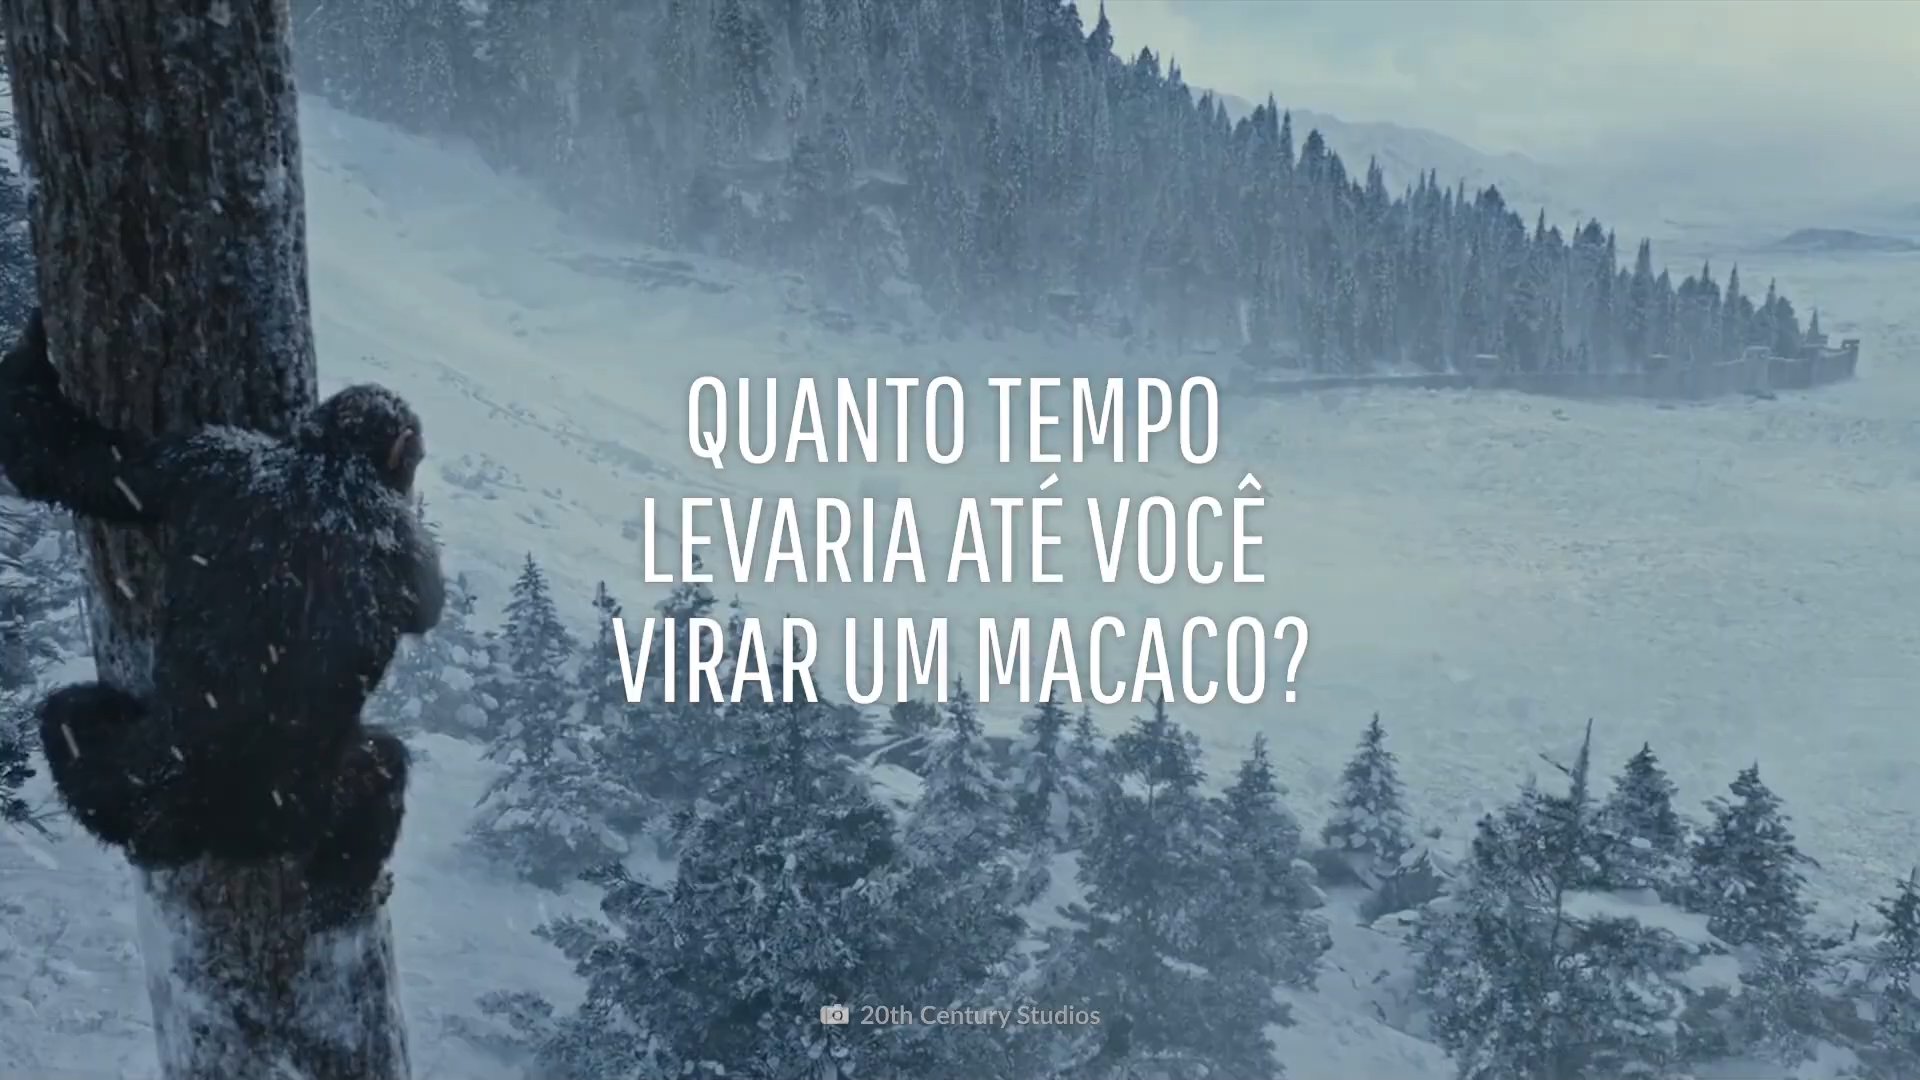 QUANTO TEMPO
LEVARIA ATÉ VOCÊ
VIRAR UM MACACO?
20th Century Studios